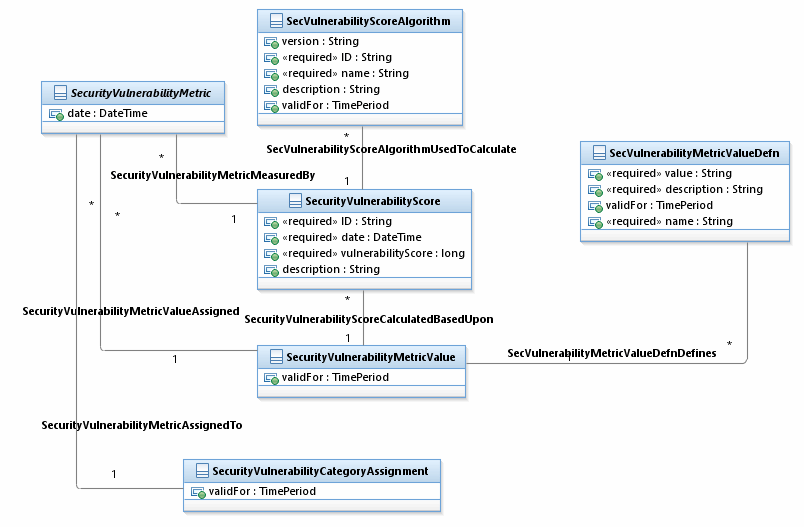 SecVulnerabilityScoreAlgorithm
version : String
«required» ID : String
«required» name : String
description : String
validFor : TimePeriod
SecurityVulnerabilityMetric
date : DateTime
*
SecVulnerabilityScoreAlgorithmUsedToCalculate
1
*
SecurityVulnerabilityMetricMeasuredBy
1
SecVulnerabilityMetricValueDefn
«required» value : String
«required» description : String
validFor : TimePeriod
«required» name : String
SecurityVulnerabilityScore
«required» ID : String
«required» date : DateTime
«required» vulnerabilityScore : long
description : String
*
*
SecurityVulnerabilityMetricValueAssigned
1
*
SecurityVulnerabilityScoreCalculatedBasedUpon
1
SecurityVulnerabilityMetricValue
validFor : TimePeriod
SecVulnerabilityMetricValueDefnDefines
1
*
SecurityVulnerabilityMetricAssignedTo
1
SecurityVulnerabilityCategoryAssignment
validFor : TimePeriod